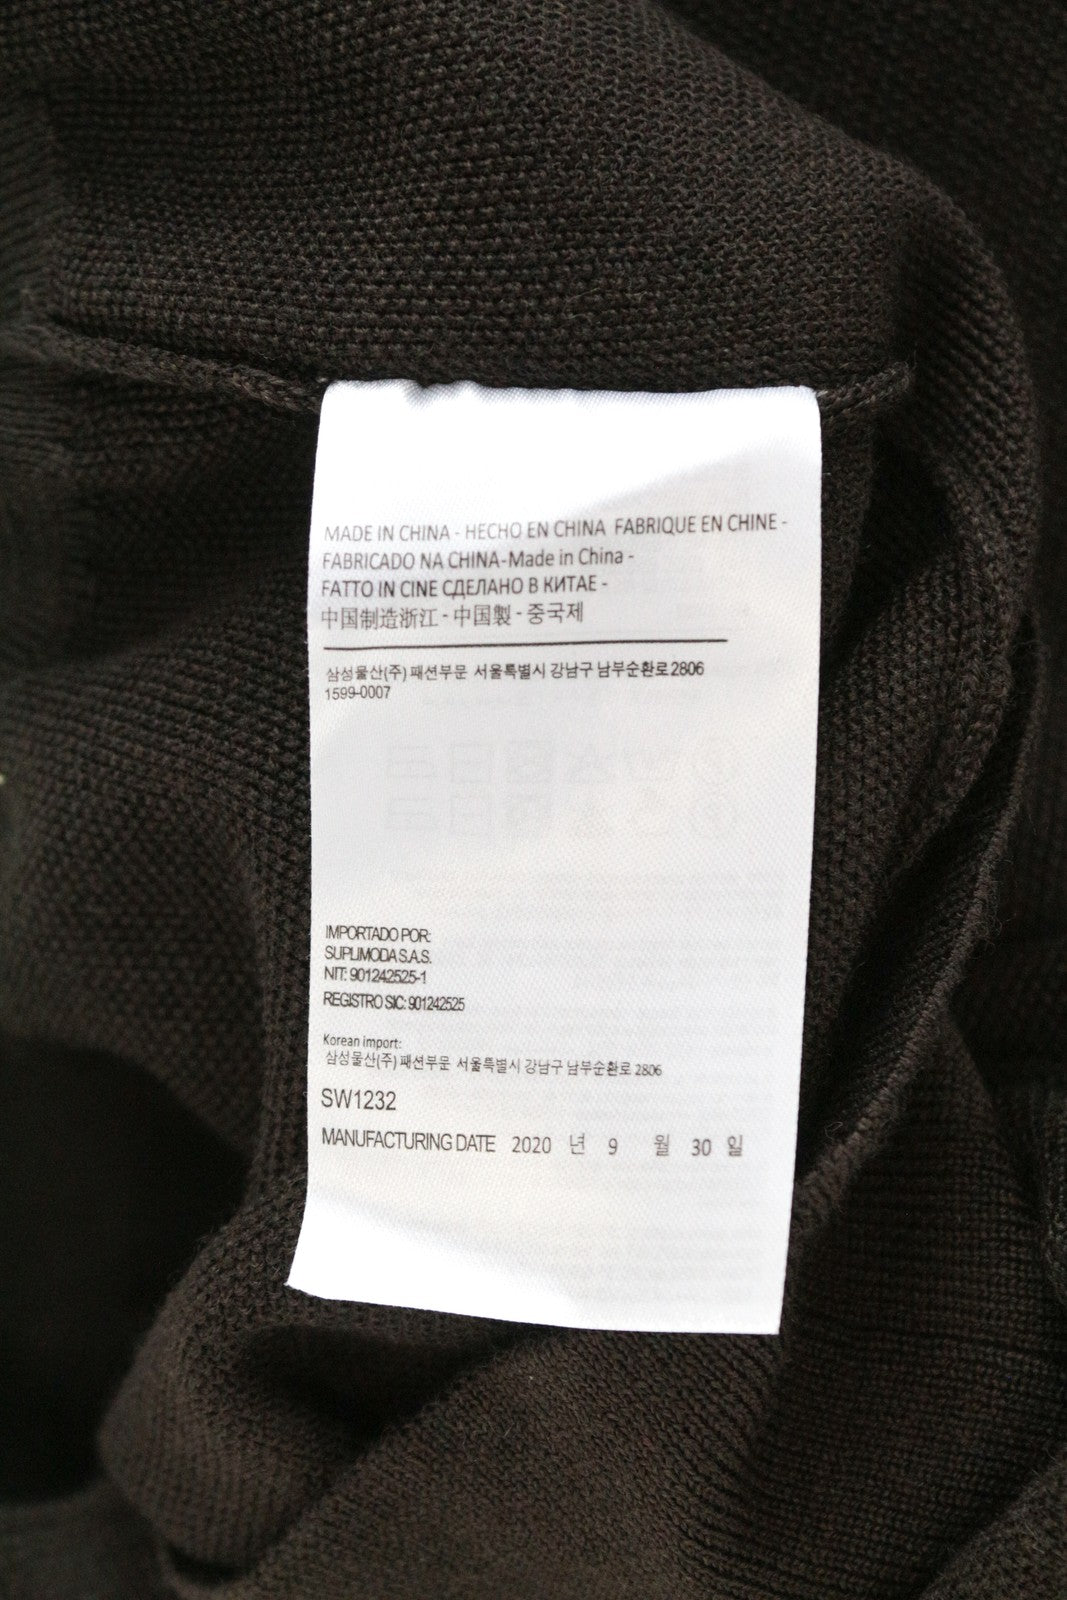 MADE IN CHINA - HECHO EN CHINA FABRIQUE EN CHINE -
FABRICADO NA CHINA-Made in China -
FATTO IN CINE СДЕЛАНО В КИТАЕ -
中国制造浙江 - 中国製 - 중국제
삼성물산(주) 패션부문 서울특별시 강남구 남부순환로2806
1599-0007
IMPORTADO POR:
SUPLIMODA S.A.S.
NIT: 901242525-1
REGISTRO SIC: 901242525
Korean import:
삼성물산(주) 패션부문 서울특별시 강남구 남부순환로 2806
SW1232
MANUFACTURING DATE 2020 년 9 월 30 일